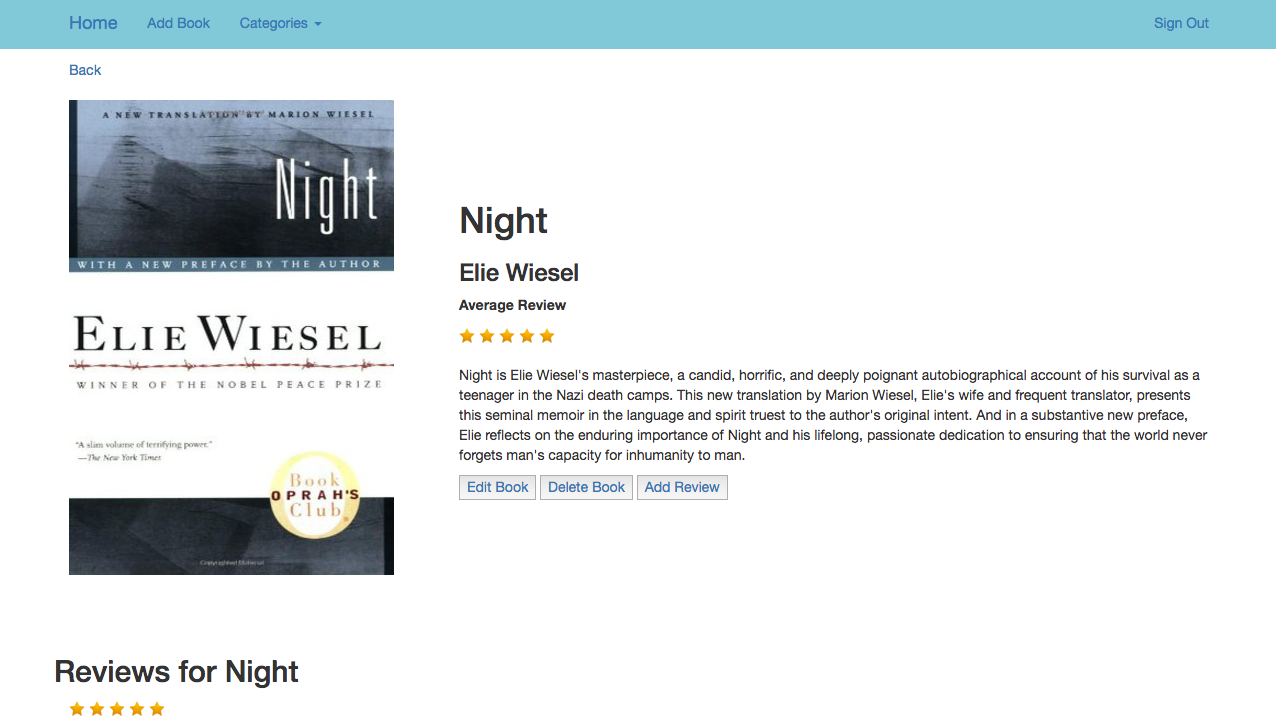 Home Add Book Categories Sign Out
Back
A NEW TRANSLATION BY MARION WIESEL
Night
WITH A NEW PREFACE BY THE AUTHOR
ELIE WIESEL
WINNER OF THE NOBEL PEACE PRIZE
"A slim volume of terrifying power."
—The New York Times
Book
OPRAH'S
Club
Copyrighted Material
Night
Elie Wiesel
Average Review
Night is Elie Wiesel's masterpiece, a candid, horrific, and deeply poignant autobiographical account of his survival as a
teenager in the Nazi death camps. This new translation by Marion Wiesel, Elie's wife and frequent translator, presents
this seminal memoir in the language and spirit truest to the author's original intent. And in a substantive new preface,
Elie reflects on the enduring importance of Night and his lifelong, passionate dedication to ensuring that the world never
forgets man's capacity for inhumanity to man.
Edit Book Delete Book Add Review
Reviews for Night